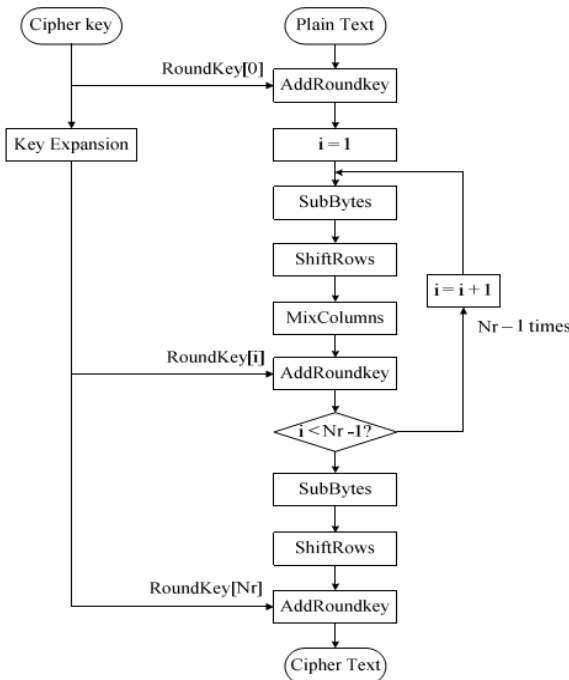 Cipher key
Plain Text
RoundKey[0]
AddRoundkey
Key Expansion
i = 1
SubBytes
ShiftRows
i = i + 1
MixColumns
Nr – 1 times
RoundKey[i]
AddRoundkey
i < Nr -1?
SubBytes
ShiftRows
RoundKey[Nr]
AddRoundkey
Cipher Text